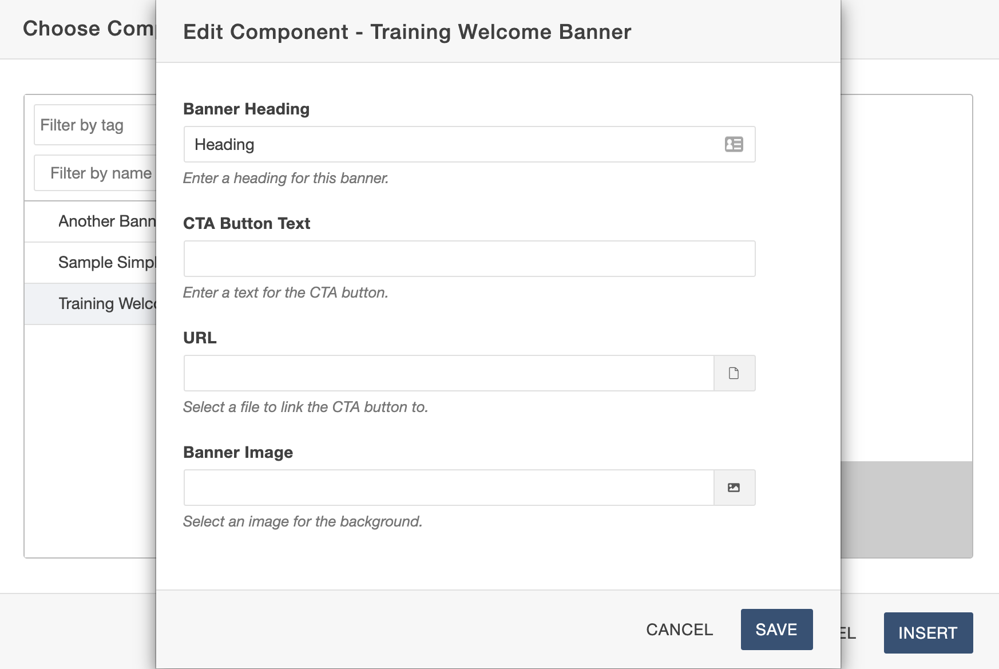 Choose Com
Edit Component - Training Welcome Banner
Filter by tag
Filter by name
Another Bann
Sample Simpl
Training Welco
Banner Heading
Heading
Enter a heading for this banner.
CTA Button Text
Enter a text for the CTA button.
URL
Select a file to link the CTA button to.
Banner Image
Select an image for the background.
CANCEL
SAVE
EL
INSERT